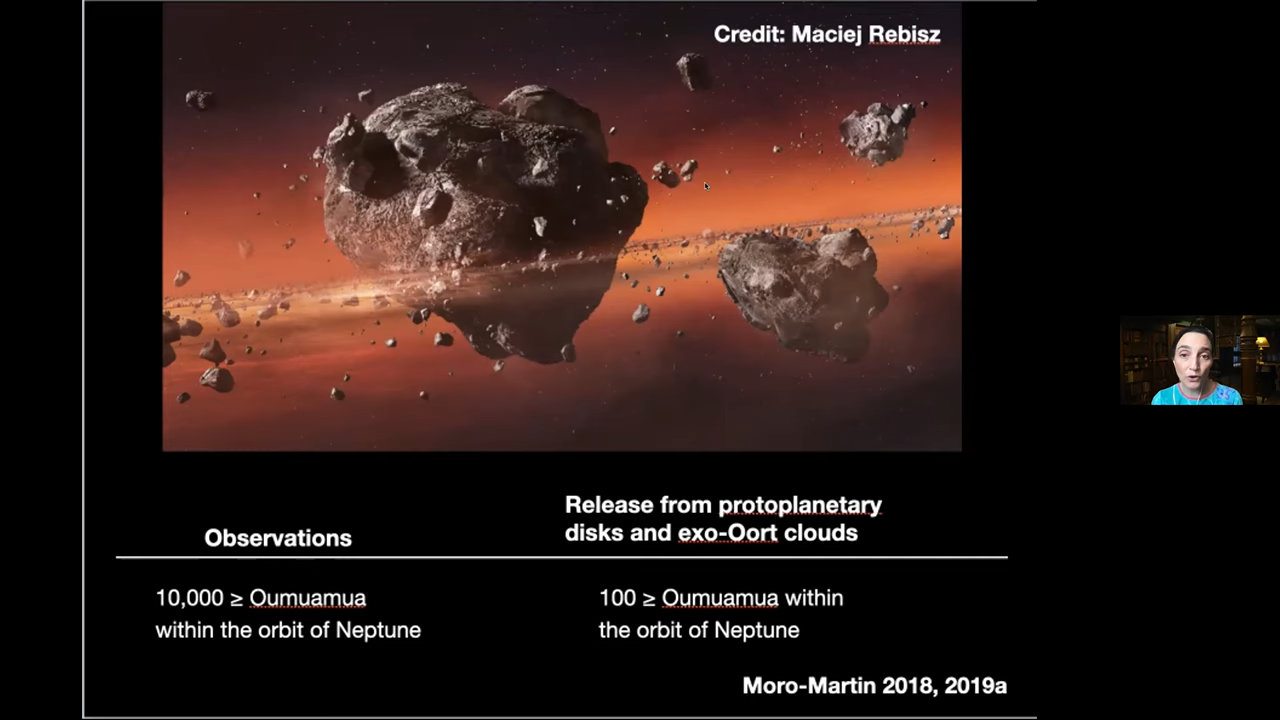 Credit: Maciej Rebisz
Observations
Release from protoplanetary
disks and exo-Oort clouds
10,000 ≥ Oumuamua
within the orbit of Neptune
100 ≥ Oumuamua within
the orbit of Neptune
Moro-Martin 2018, 2019a